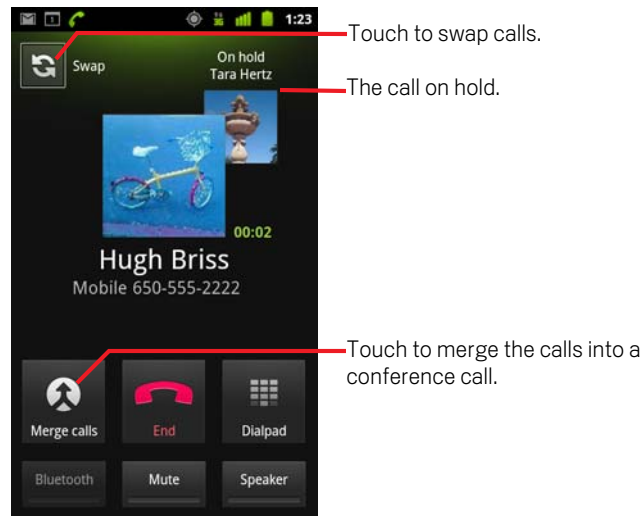 1:23
Touch to swap calls.
Swap
On hold
Tara Hertz
The call on hold.
00:02
Hugh Briss
Mobile 650-555-2222
Touch to merge the calls into a
conference call.
Merge calls
End
Dialpad
Bluetooth
Mute
Speaker